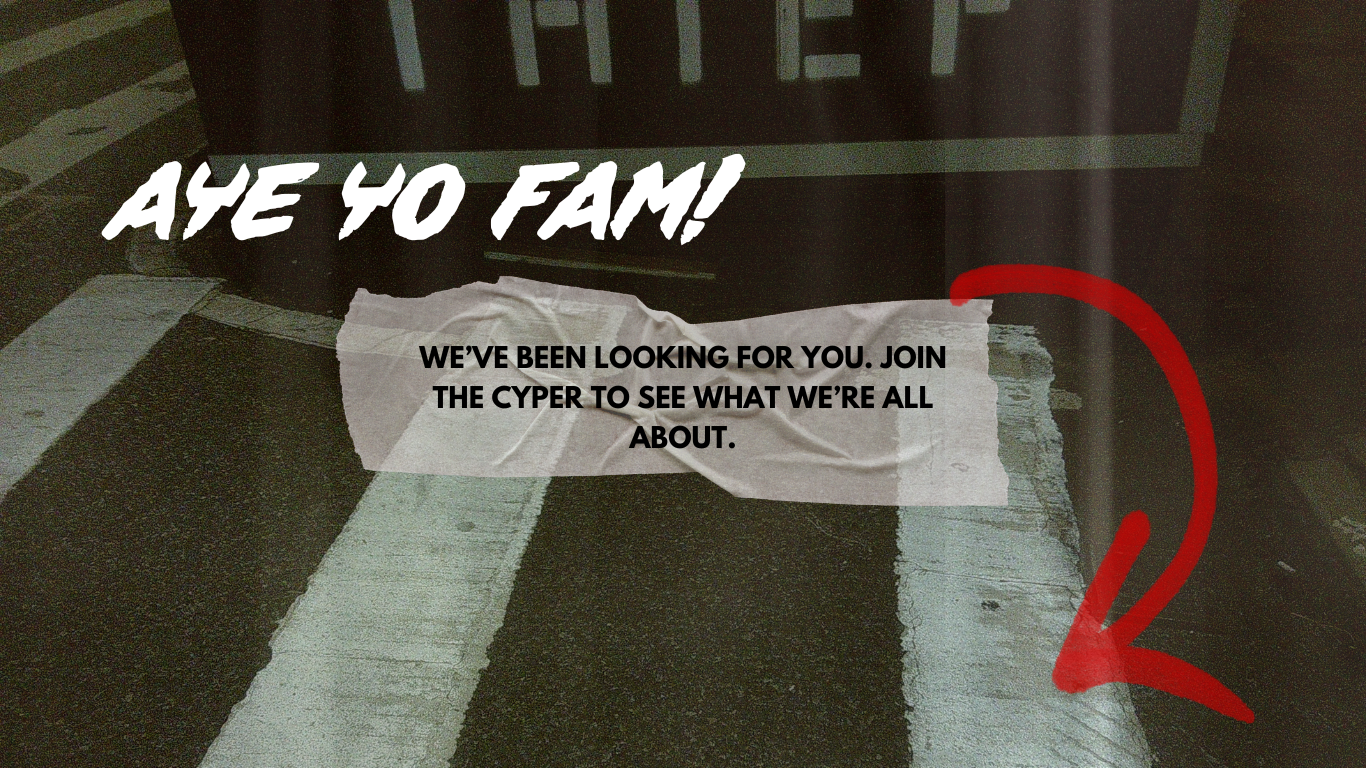 AYE YO FAM!
WE’VE BEEN LOOKING FOR YOU. JOIN
THE CYPER TO SEE WHAT WE’RE ALL
ABOUT.